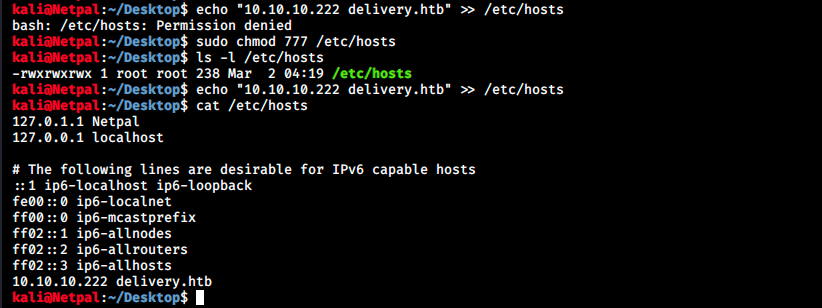 kali@Netpal:~/Desktop$ echo "10.10.10.222 delivery.htb" >> /etc/hosts
bash: /etc/hosts: Permission denied
kali@Netpal:~/Desktop$ sudo chmod 777 /etc/hosts
kali@Netpal:~/Desktop$ ls -l /etc/hosts
-rwxrwxrwx 1 root root 238 Mar  2 04:19 /etc/hosts
kali@Netpal:~/Desktop$ echo "10.10.10.222 delivery.htb" >> /etc/hosts
kali@Netpal:~/Desktop$ cat /etc/hosts
127.0.1.1 Netpal
127.0.0.1 localhost

# The following lines are desirable for IPv6 capable hosts
::1 ip6-localhost ip6-loopback
fe00::0 ip6-localnet
ff00::0 ip6-mcastprefix
ff02::1 ip6-allnodes
ff02::2 ip6-allrouters
ff02::3 ip6-allhosts
10.10.10.222 delivery.htb
kali@Netpal:~/Desktop$